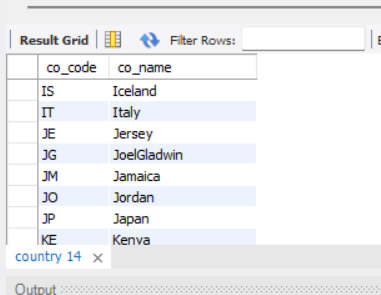 Result Grid Filter Rows: E
co_code co_name
IS Iceland
IT Italy
JE Jersey
JG JoelGladwin
JM Jamaica
JO Jordan
JP Japan
KE Kenya
country 14 ×
Output